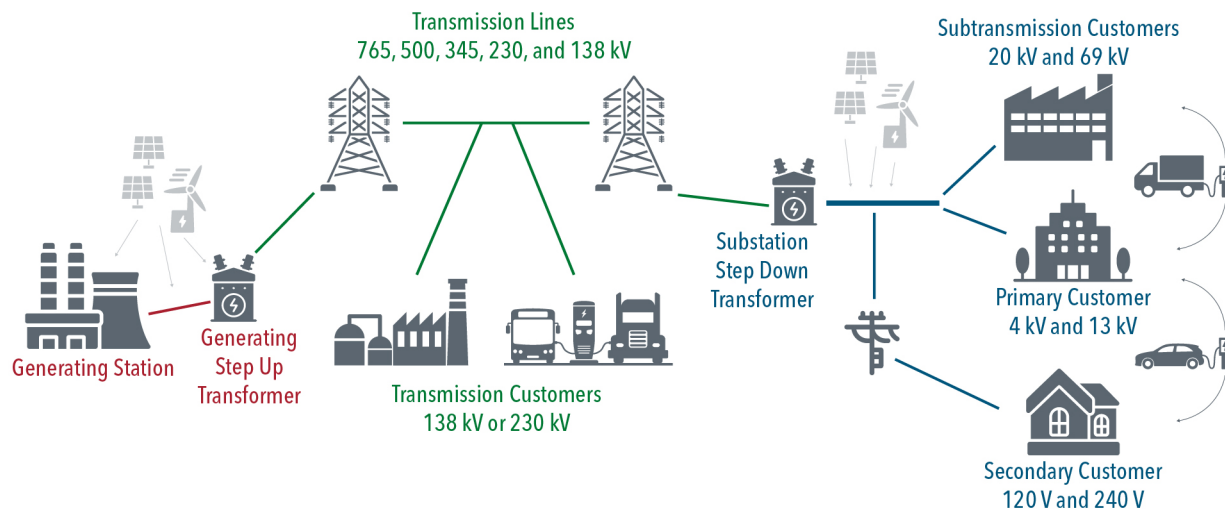 Transmission Lines
765, 500, 345, 230, and 138 kV
Subtransmission Customers
20 kV and 69 kV
Substation
Step Down
Transformer
Primary Customer
4 kV and 13 kV
Generating Station
Generating
Step Up
Transformer
Transmission Customers
138 kV or 230 kV
Secondary Customer
120 V and 240 V